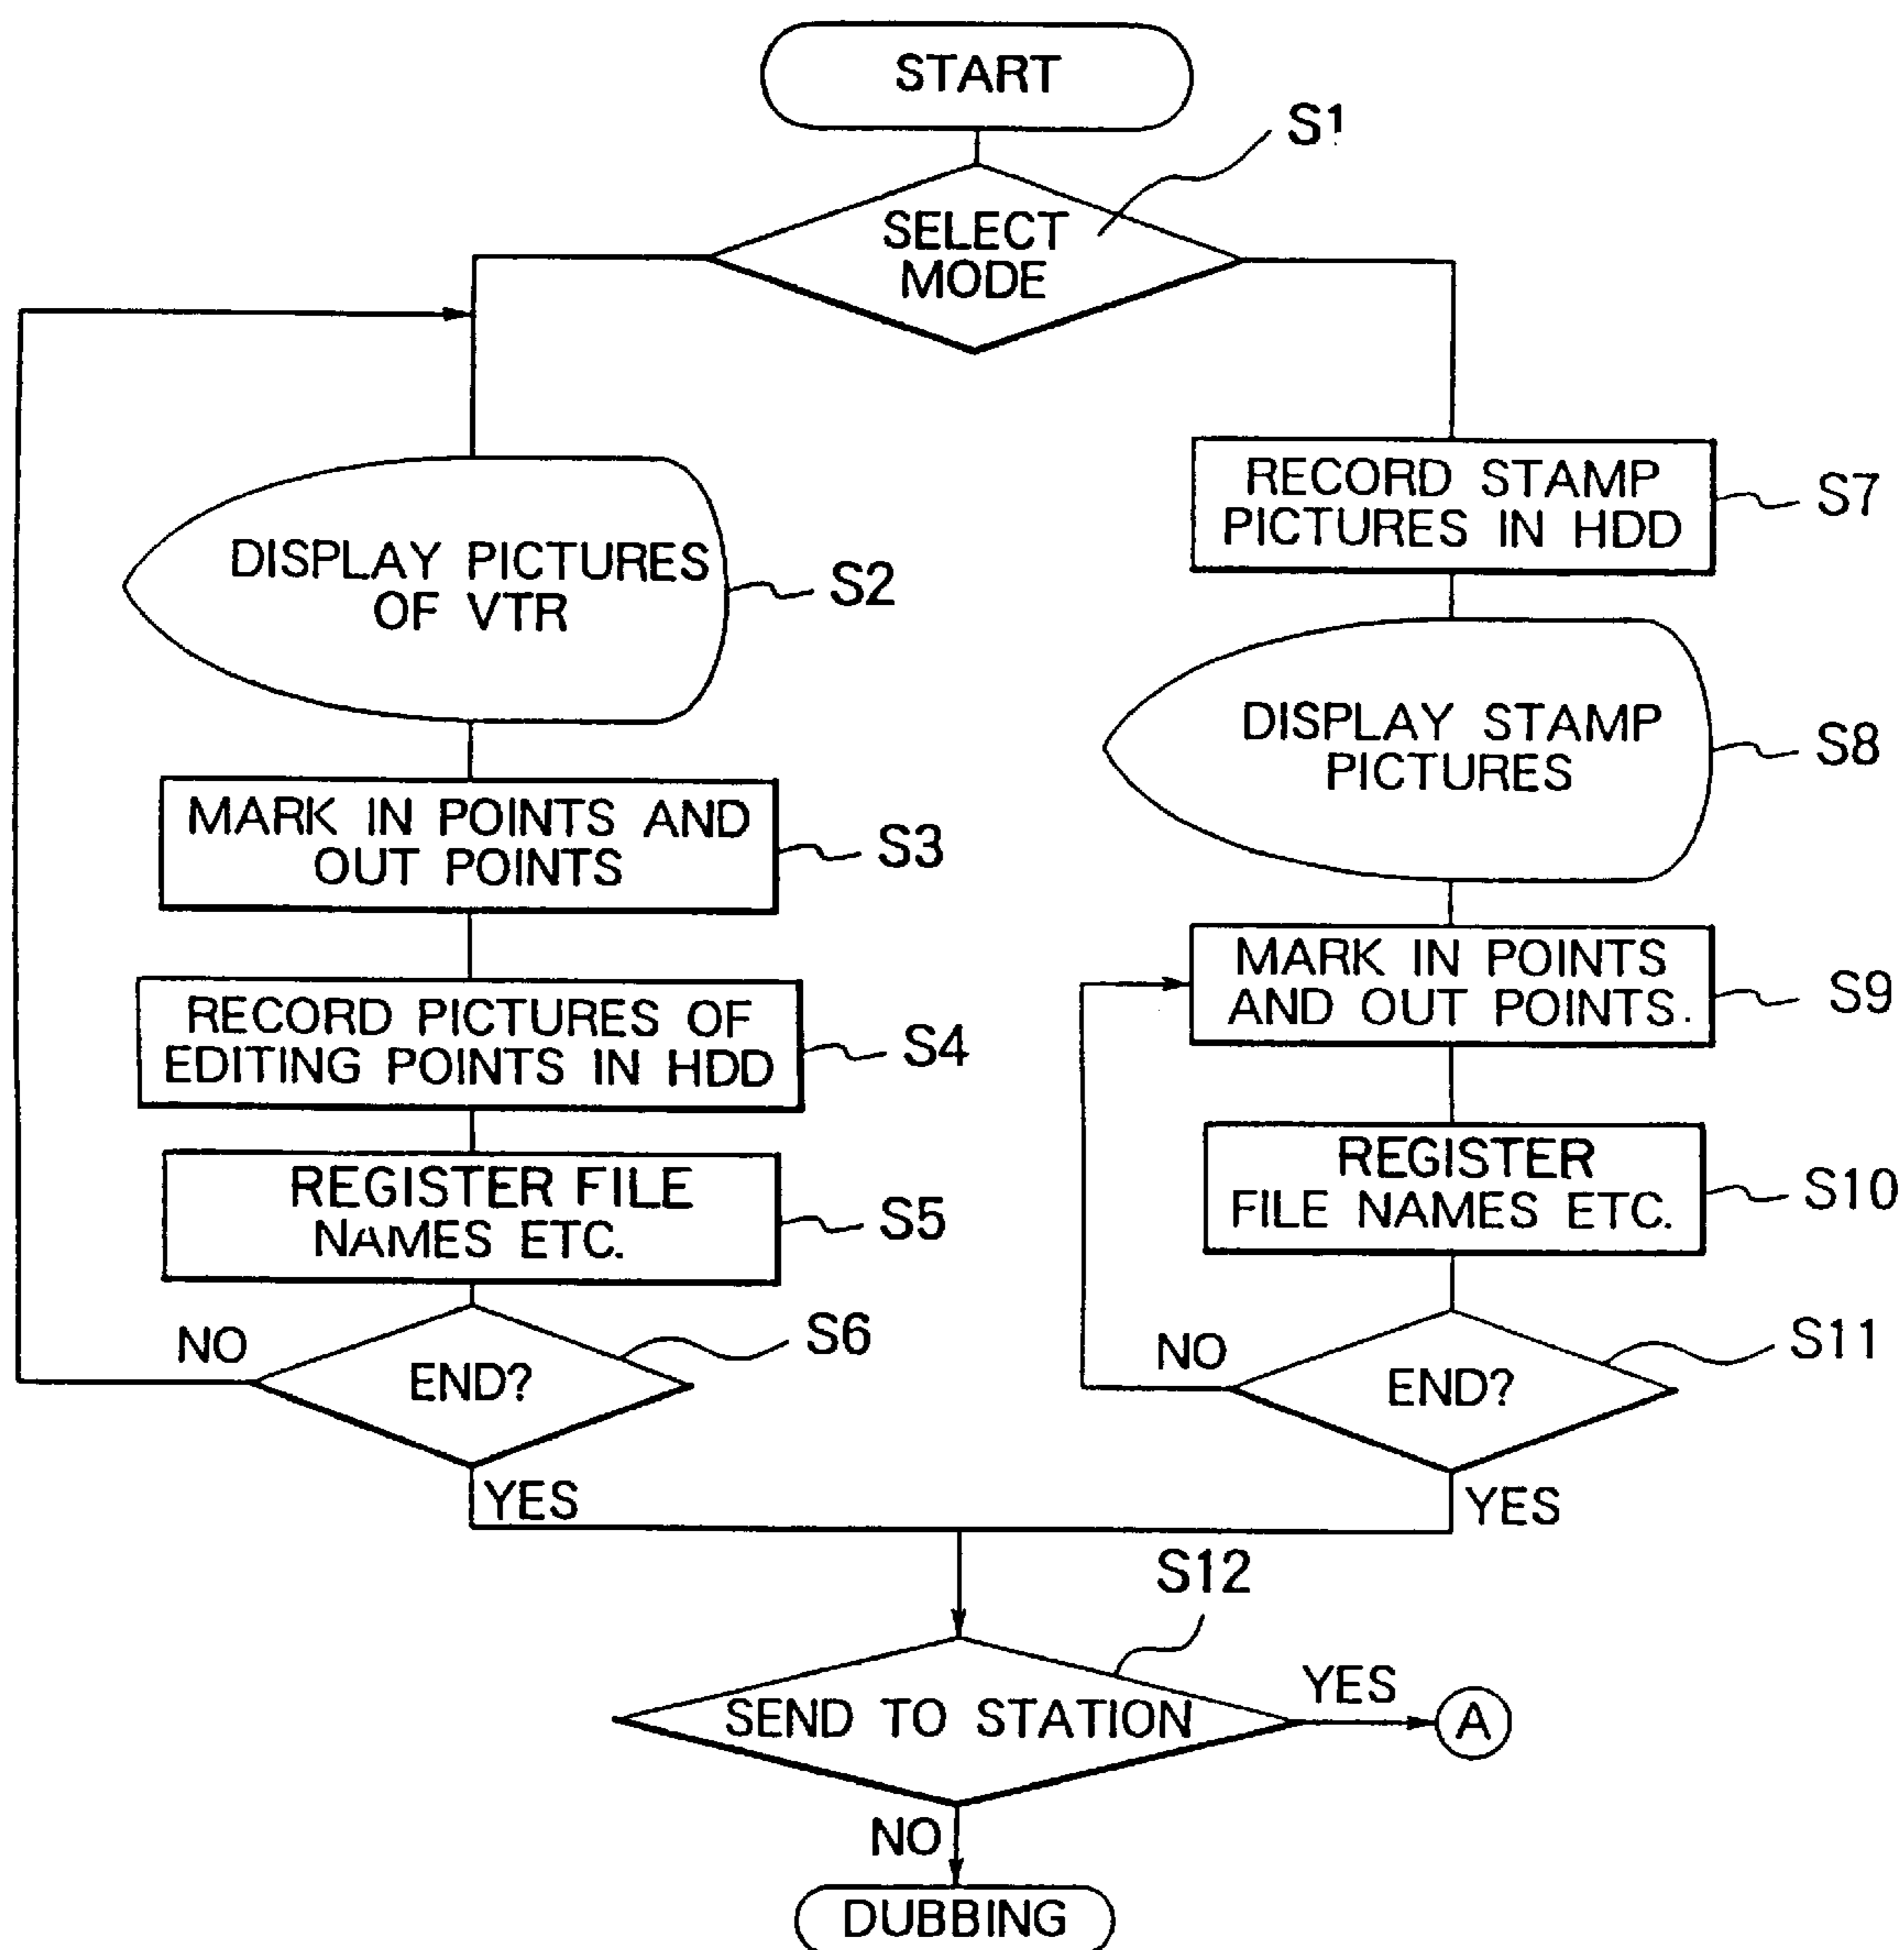 START
S1
SELECT
MODE
DISPLAY PICTURES
OF VTR
S2
MARK IN POINTS AND
OUT POINTS
S3
RECORD PICTURES OF
EDITING POINTS IN HDD
S4
REGISTER FILE
NAMES ETC.
S5
S6
NO
END?
YES
RECORD STAMP
PICTURES IN HDD
S7
DISPLAY STAMP
PICTURES
S8
MARK IN POINTS
AND OUT POINTS.
S9
REGISTER
FILE NAMES ETC.
S10
S11
NO
END?
YES
S12
SEND TO STATION
YES
A
NO
DUBBING